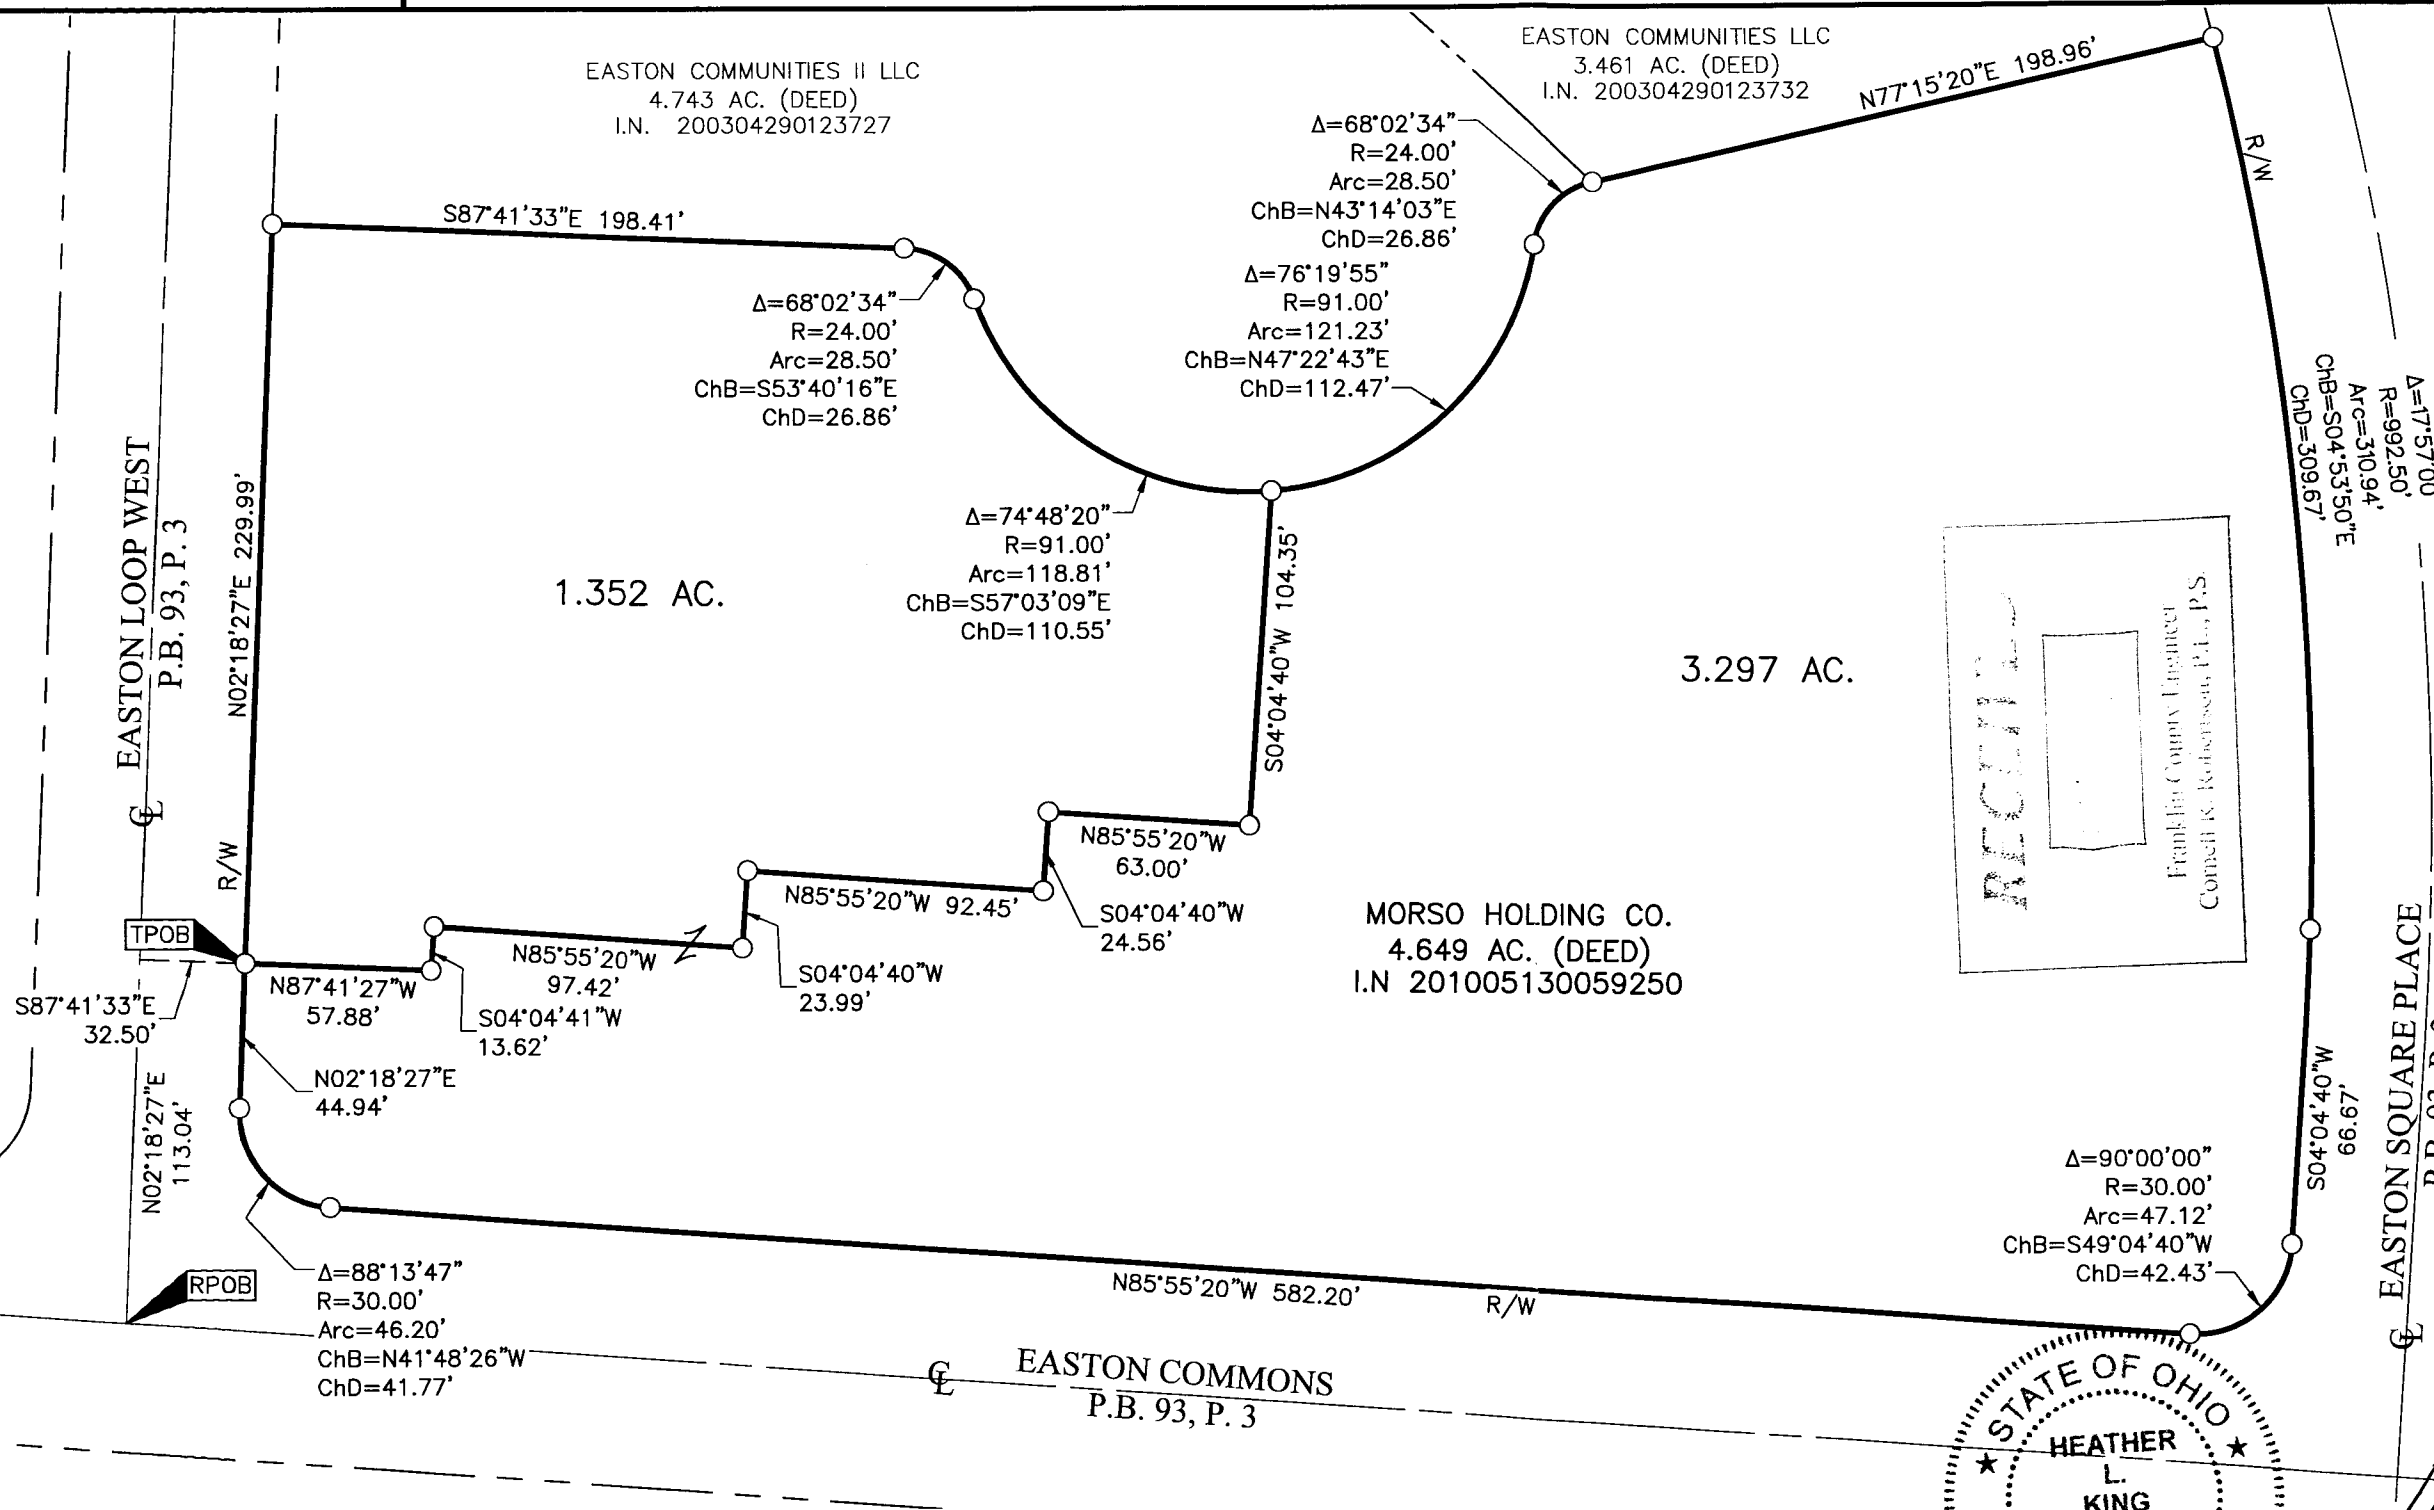 EASTON COMMUNITIES II LLC
4.743 AC. (DEED)
I.N. 200304290123727
EASTON COMMUNITIES LLC
3.461 AC. (DEED)
I.N. 200304290123732
N77°15'20"E 198.96'
R/W
Δ=68°02'34"
R=24.00'
Arc=28.50'
ChB=N43°14'03"E
ChD=26.86'
S87°41'33"E 198.41'
Δ=68°02'34"
R=24.00'
Arc=28.50'
ChB=S53°40'16"E
ChD=26.86'
Δ=76°19'55"
R=91.00'
Arc=121.23'
ChB=N47°22'43"E
ChD=112.47'
Δ=17°57'00
R=992.50'
Arc=310.94'
ChB=S04°53'50"E
ChD=309.67'
EASTON LOOP WEST
P.B. 93, P. 3
N02°18'27"E 229.99'
R/W
1.352 AC.
Δ=74°48'20"
R=91.00'
Arc=118.81'
ChB=S57°03'09"E
ChD=110.55'
S04°04'40"W 104.35'
3.297 AC.
Franklin County Engineer
Cornell R. Robertson, P.E., P.S.
N85°55'20"W
63.00'
N85°55'20"W 92.45'
S04°04'40"W
24.56'
MORSO HOLDING CO.
4.649 AC. (DEED)
I.N 201005130059250
TPOB
N85°55'20"W
97.42'
S04°04'40"W
23.99'
N87°41'27"W
57.88'
S04°04'41"W
13.62'
S87°41'33"E
32.50'
N02°18'27"E
44.94'
N02°18'27"E
113.04'
S04°04'40"W
66.67'
EASTON SQUARE PLACE
Δ=90°00'00"
R=30.00'
Arc=47.12'
ChB=S49°04'40"W
ChD=42.43'
RPOB
Δ=88°13'47"
R=30.00'
Arc=46.20'
ChB=N41°48'26"W
ChD=41.77'
N85°55'20"W 582.20'
R/W
EASTON COMMONS
P.B. 93, P. 3
STATE OF OHIO
HEATHER
L.
KING